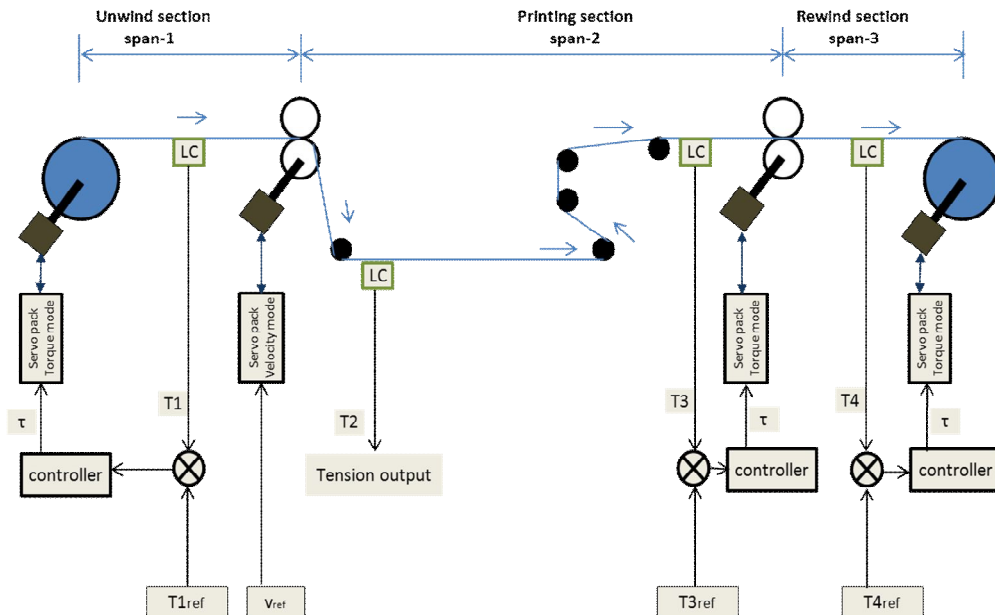 Unwind section
span-1
Printing section
span-2
Rewind section
span-3
LC
LC
LC
LC
Servo pack
Torque mode
Servo pack
Velocity mode
Servo pack
Torque mode
Servo pack
Torque mode
T1
T2
T3
T4
τ
τ
τ
controller
Tension output
controller
controller
T1ref
vref
T3ref
T4ref